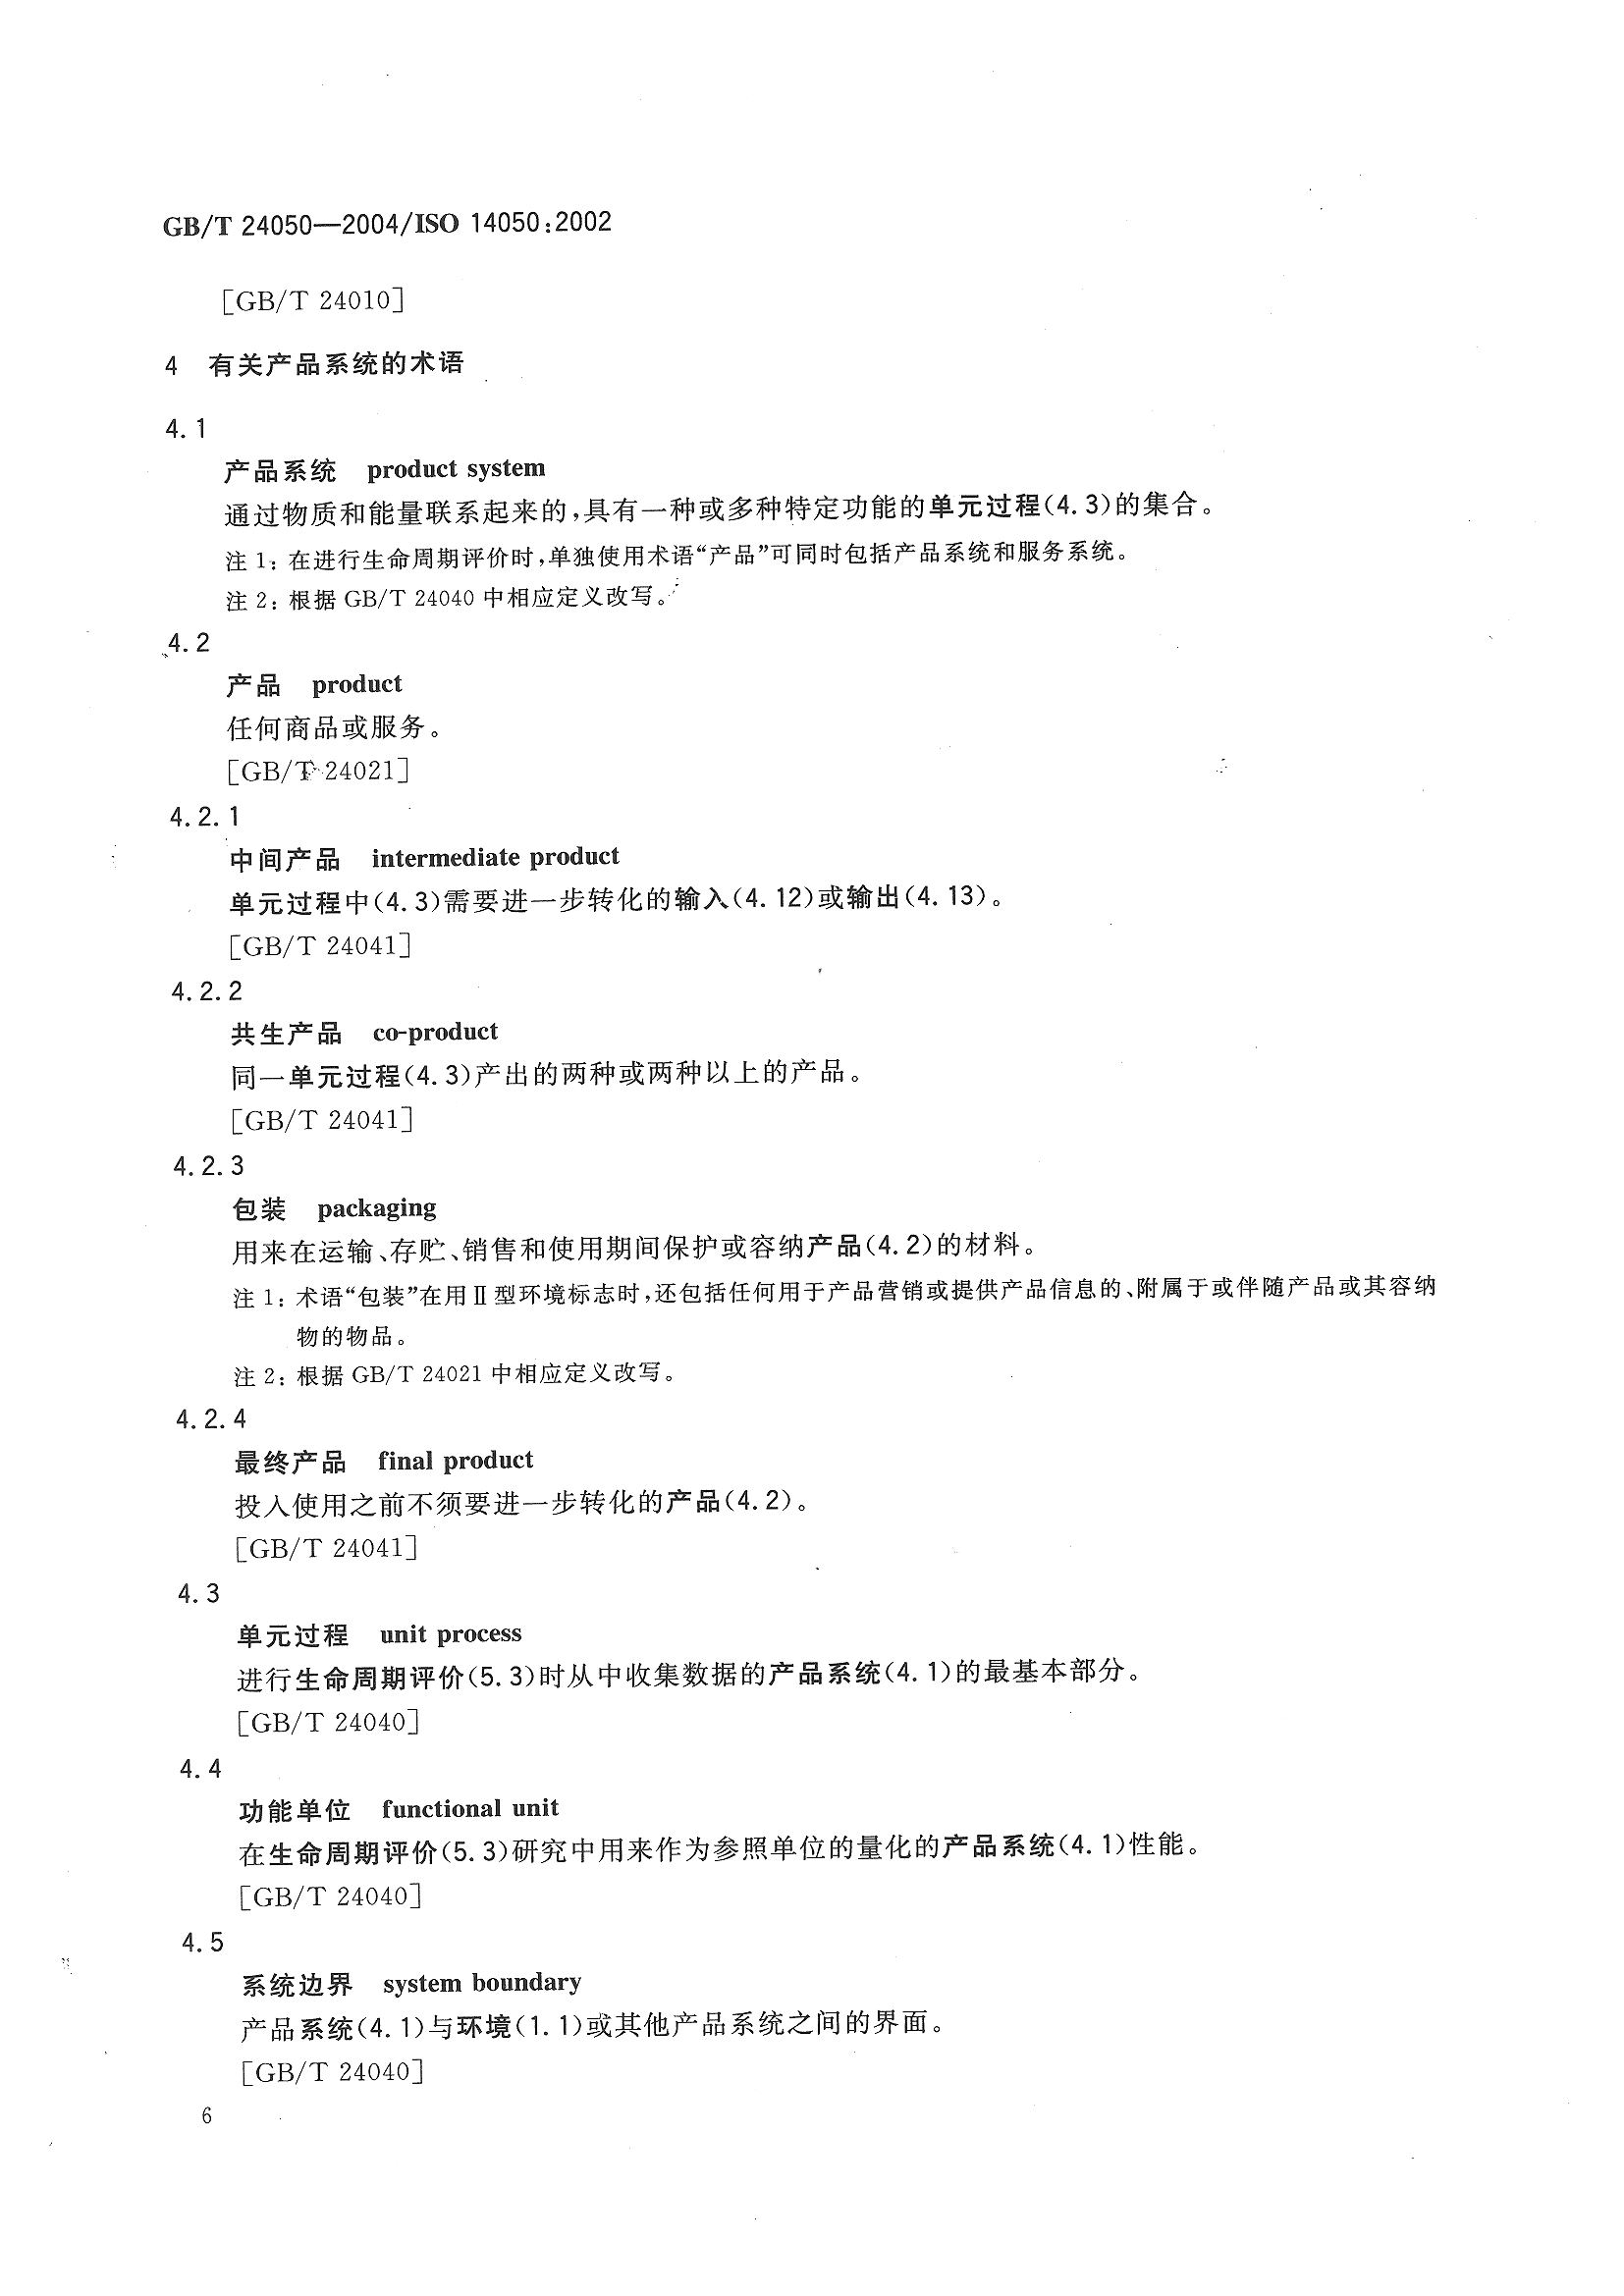 GB/T 24050—2004/ISO 14050:2002
[GB/T 24010]
4 有关产品系统的术语
4.1
产品系统 product system
通过物质和能量联系起来的,具有一种或多种特定功能的单元过程(4.3)的集合。
注 1: 在进行生命周期评价时,单独使用术语“产品”可同时包括产品系统和服务系统。
注 2: 根据 GB/T 24040 中相应定义改写。
4.2
产品 product
任何商品或服务。
[GB/T 24021]
4.2.1
中间产品 intermediate product
单元过程中(4.3)需要进一步转化的输入(4.12)或输出(4.13)。
[GB/T 24041]
4.2.2
共生产品 co-product
同一单元过程(4.3)产出的两种或两种以上的产品。
[GB/T 24041]
4.2.3
包装 packaging
用来在运输、存贮、销售和使用期间保护或容纳产品(4.2)的材料。
注 1: 术语“包装”在用Ⅱ型环境标志时,还包括任何用于产品营销或提供产品信息的、附属于或伴随产品或其容纳
物的物品。
注 2: 根据 GB/T 24021 中相应定义改写。
4.2.4
最终产品 final product
投入使用之前不须要进一步转化的产品(4.2)。
[GB/T 24041]
4.3
单元过程 unit process
进行生命周期评价(5.3)时从中收集数据的产品系统(4.1)的最基本部分。
[GB/T 24040]
4.4
功能单位 functional unit
在生命周期评价(5.3)研究中用来作为参照单位的量化的产品系统(4.1)性能。
[GB/T 24040]
4.5
系统边界 system boundary
产品系统(4.1)与环境(1.1)或其他产品系统之间的界面。
[GB/T 24040]
6